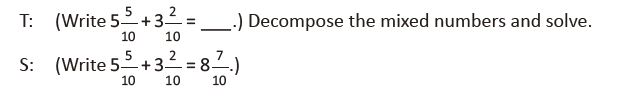 T: (Write 5 5/10 + 3 2/10 = ___.) Decompose the mixed numbers and solve.
S: (Write 5 5/10 + 3 2/10 = 8 7/10.)